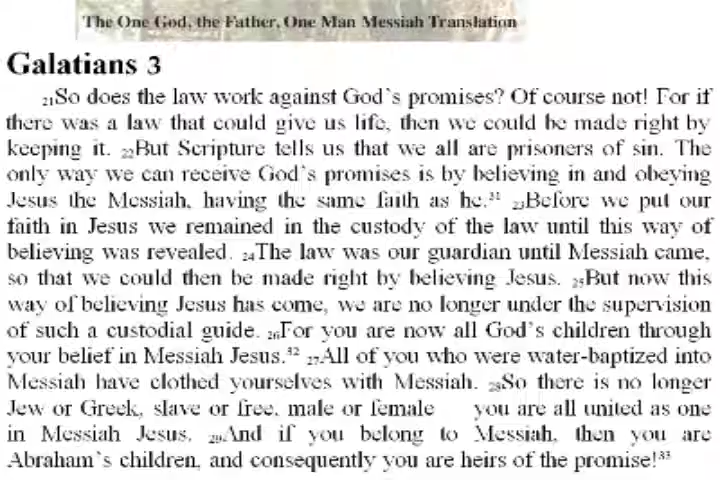 The One God, the Father, One Man Messiah Translation
Galatians 3
21So does the law work against God's promises? Of course not! For if
there was a law that could give us life, then we could be made right by
keeping it. 22But Scripture tells us that we all are prisoners of sin. The
only way we can receive God's promises is by believing in and obeying
Jesus the Messiah, having the same faith as he.31 23Before we put our
faith in Jesus we remained in the custody of the law until this way of
believing was revealed. 24The law was our guardian until Messiah came,
so that we could then be made right by believing Jesus. 25But now this
way of believing Jesus has come, we are no longer under the supervision
of such a custodial guide. 26For you are now all God's children through
your belief in Messiah Jesus.32 27All of you who were water-baptized into
Messiah have clothed yourselves with Messiah. 28So there is no longer
Jew or Greek, slave or free, male or female you are all united as one
in Messiah Jesus. 29And if you belong to Messiah, then you are
Abraham's children, and consequently you are heirs of the promise!33